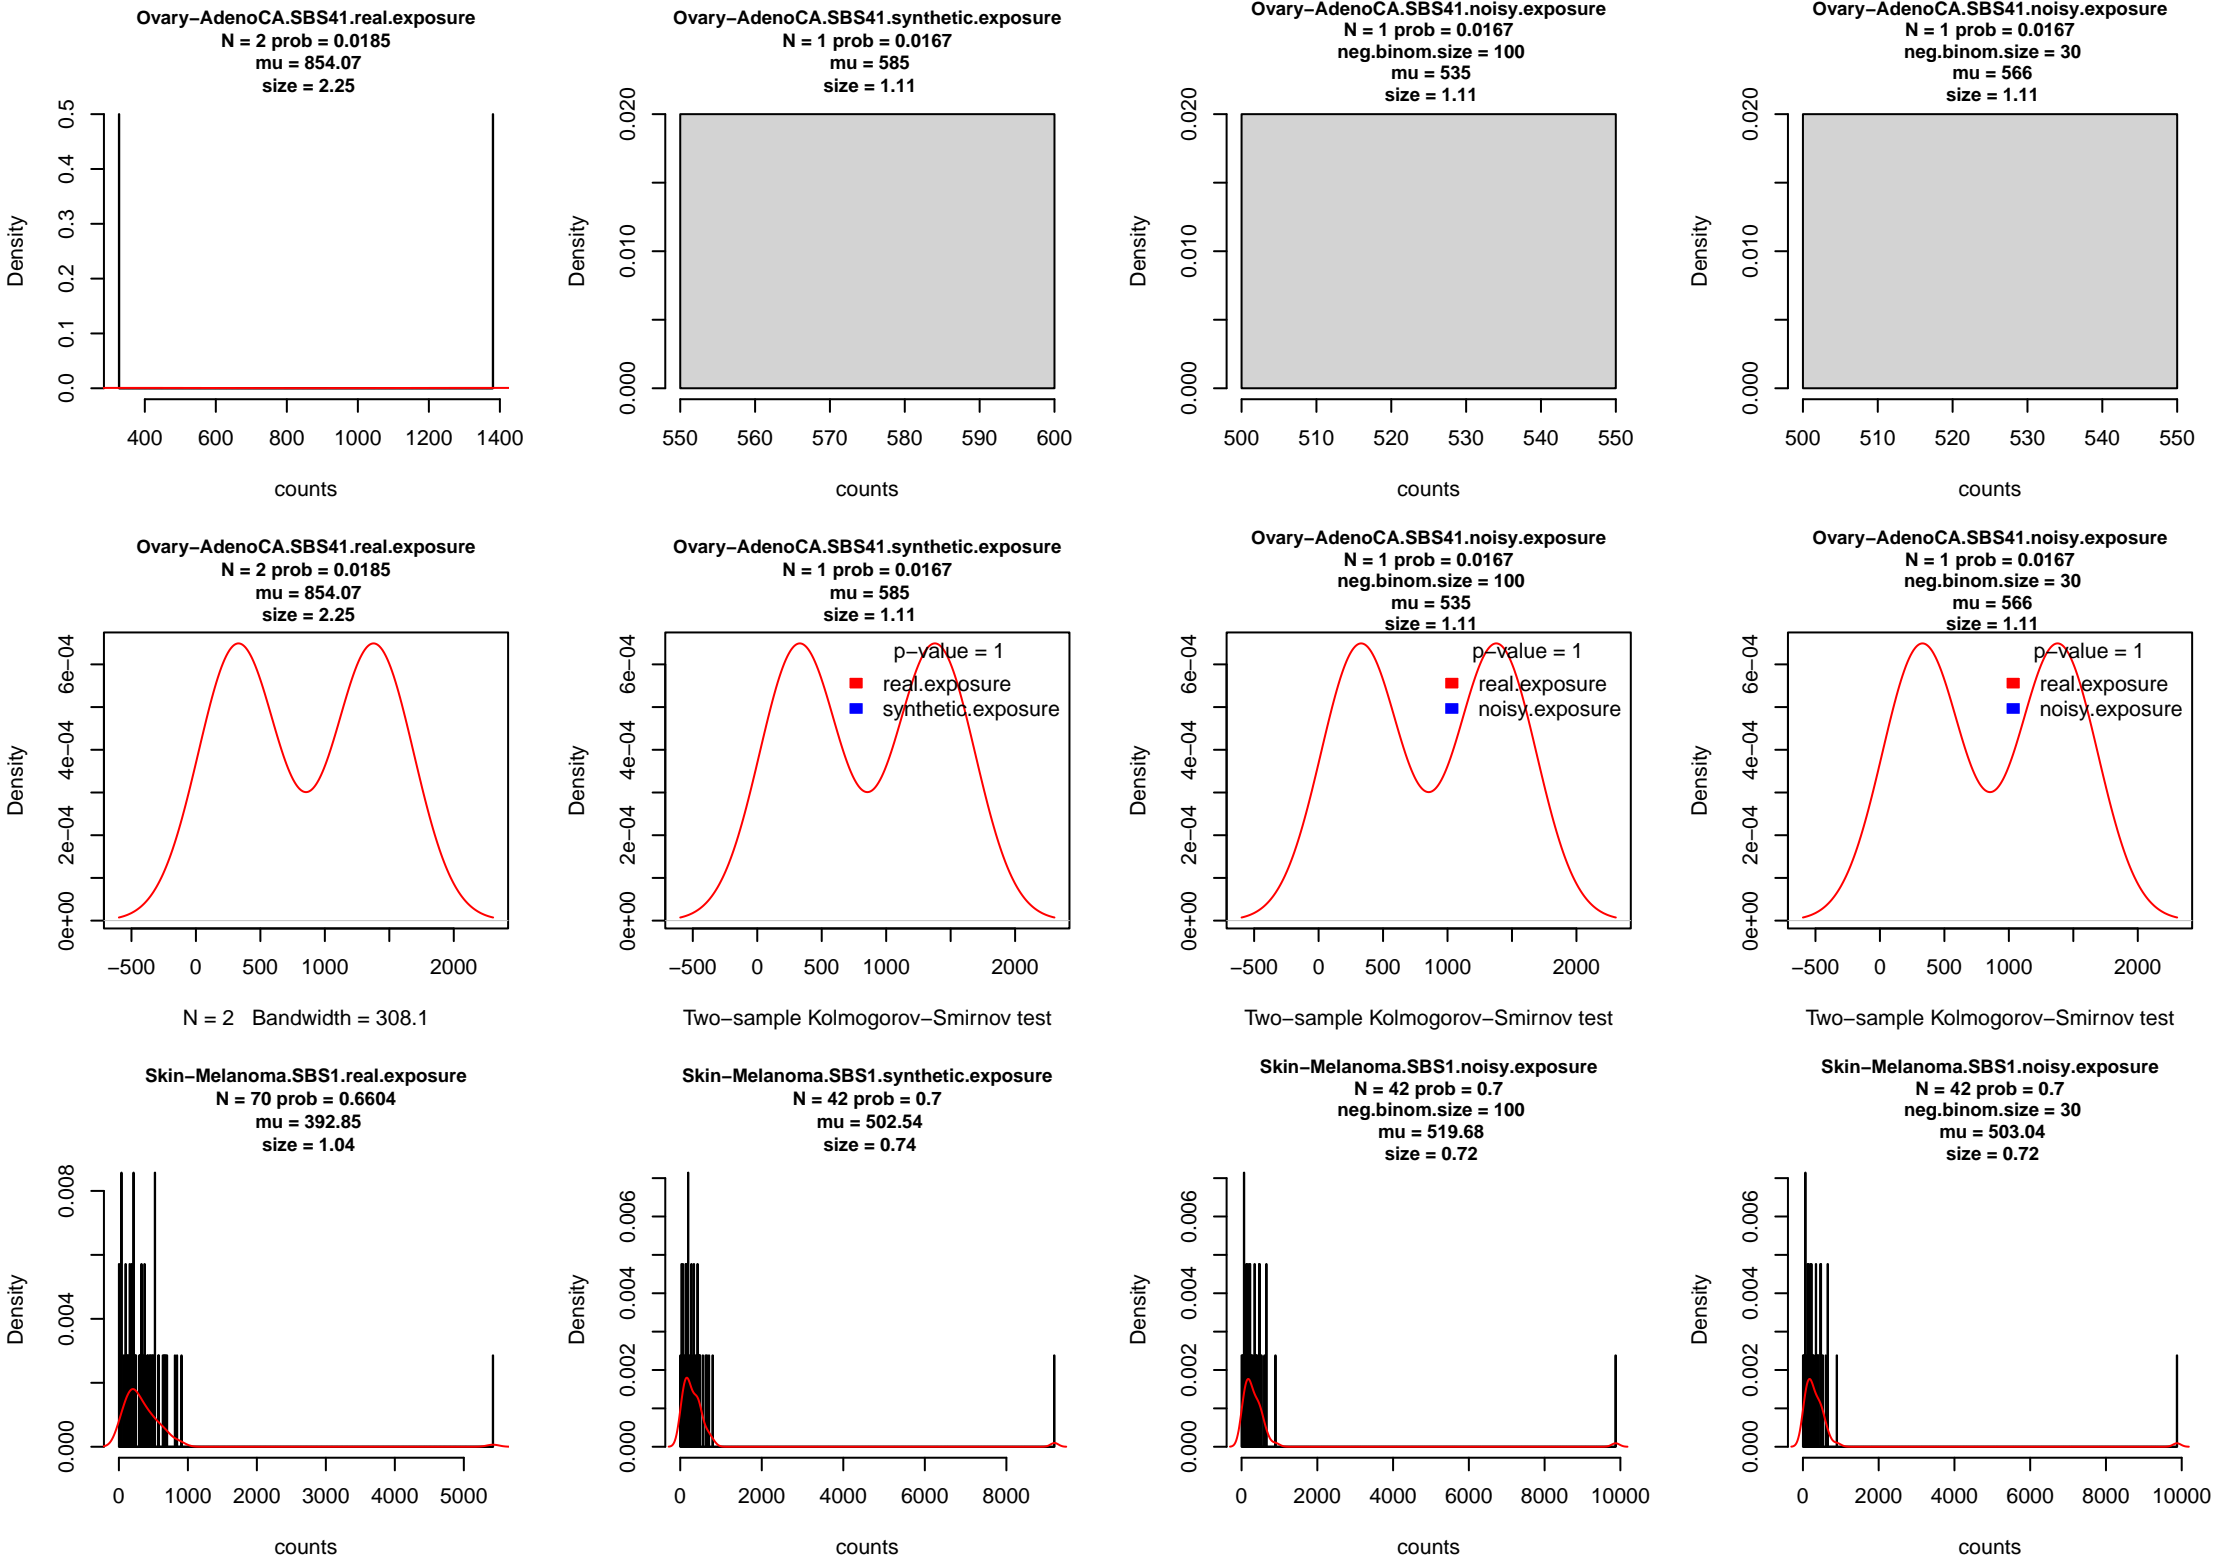 Ovary−AdenoCA.SBS41.real.exposure
N = 2 prob = 0.0185
mu = 854.07
size = 2.25
Density
0.0 0.1 0.2 0.3 0.4 0.5
400 600 800 1000 1200 1400
counts
Ovary−AdenoCA.SBS41.synthetic.exposure
N = 1 prob = 0.0167
mu = 585
size = 1.11
Density
0.000 0.010 0.020
550 560 570 580 590 600
counts
Ovary−AdenoCA.SBS41.noisy.exposure
N = 1 prob = 0.0167
neg.binom.size = 100
mu = 535
size = 1.11
Density
0.000 0.010 0.020
500 510 520 530 540 550
counts
Ovary−AdenoCA.SBS41.noisy.exposure
N = 1 prob = 0.0167
neg.binom.size = 30
mu = 566
size = 1.11
Density
0.000 0.010 0.020
500 510 520 530 540 550
counts
Ovary−AdenoCA.SBS41.real.exposure
N = 2 prob = 0.0185
mu = 854.07
size = 2.25
Density
0e+00 2e−04 4e−04 6e−04
−500 0 500 1000 2000
N = 2 Bandwidth = 308.1
Ovary−AdenoCA.SBS41.synthetic.exposure
N = 1 prob = 0.0167
mu = 585
size = 1.11
p−value = 1
real.exposure
synthetic.exposure
Density
0e+00 2e−04 4e−04 6e−04
−500 0 500 1000 2000
Two−sample Kolmogorov−Smirnov test
Ovary−AdenoCA.SBS41.noisy.exposure
N = 1 prob = 0.0167
neg.binom.size = 100
mu = 535
size = 1.11
p−value = 1
real.exposure
noisy.exposure
Density
0e+00 2e−04 4e−04 6e−04
−500 0 500 1000 2000
Two−sample Kolmogorov−Smirnov test
Ovary−AdenoCA.SBS41.noisy.exposure
N = 1 prob = 0.0167
neg.binom.size = 30
mu = 566
size = 1.11
p−value = 1
real.exposure
noisy.exposure
Density
0e+00 2e−04 4e−04 6e−04
−500 0 500 1000 2000
Two−sample Kolmogorov−Smirnov test
Skin−Melanoma.SBS1.real.exposure
N = 70 prob = 0.6604
mu = 392.85
size = 1.04
Density
0.000 0.004 0.008
0 1000 2000 3000 4000 5000
counts
Skin−Melanoma.SBS1.synthetic.exposure
N = 42 prob = 0.7
mu = 502.54
size = 0.74
Density
0.000 0.002 0.004 0.006
0 2000 4000 6000 8000
counts
Skin−Melanoma.SBS1.noisy.exposure
N = 42 prob = 0.7
neg.binom.size = 100
mu = 519.68
size = 0.72
Density
0.000 0.002 0.004 0.006
0 2000 4000 6000 8000 10000
counts
Skin−Melanoma.SBS1.noisy.exposure
N = 42 prob = 0.7
neg.binom.size = 30
mu = 503.04
size = 0.72
Density
0.000 0.002 0.004 0.006
0 2000 4000 6000 8000 10000
counts